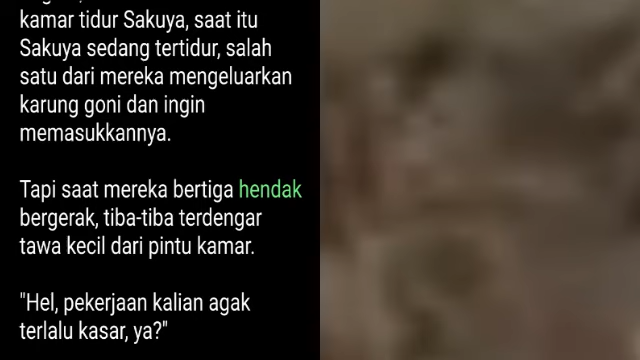 kamar tidur Sakuya, saat itu
Sakuya sedang tertidur, salah
satu dari mereka mengeluarkan
karung goni dan ingin
memasukkannya.
Tapi saat mereka bertiga hendak
bergerak, tiba-tiba terdengar
tawa kecil dari pintu kamar.
"Hel, pekerjaan kalian agak
terlalu kasar, ya?"